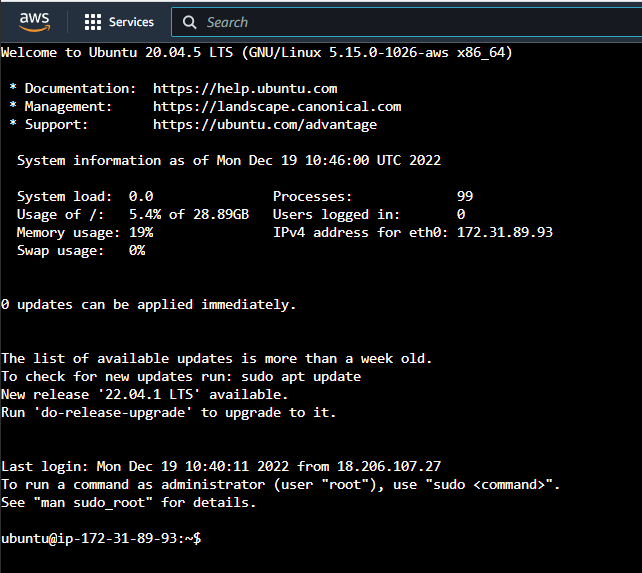 aws Services Search
Welcome to Ubuntu 20.04.5 LTS (GNU/Linux 5.15.0-1026-aws x86_64)
* Documentation: https://help.ubuntu.com
* Management: https://landscape.canonical.com
* Support: https://ubuntu.com/advantage
System information as of Mon Dec 19 10:46:00 UTC 2022
System load: 0.0 Processes: 99
Usage of /: 5.4% of 28.89GB Users logged in: 0
Memory usage: 19% IPv4 address for eth0: 172.31.89.93
Swap usage: 0%
0 updates can be applied immediately.
The list of available updates is more than a week old.
To check for new updates run: sudo apt update
New release '22.04.1 LTS' available.
Run 'do-release-upgrade' to upgrade to it.
Last login: Mon Dec 19 10:40:11 2022 from 18.206.107.27
To run a command as administrator (user "root"), use "sudo <command>".
See "man sudo_root" for details.
ubuntu@ip-172-31-89-93:~$